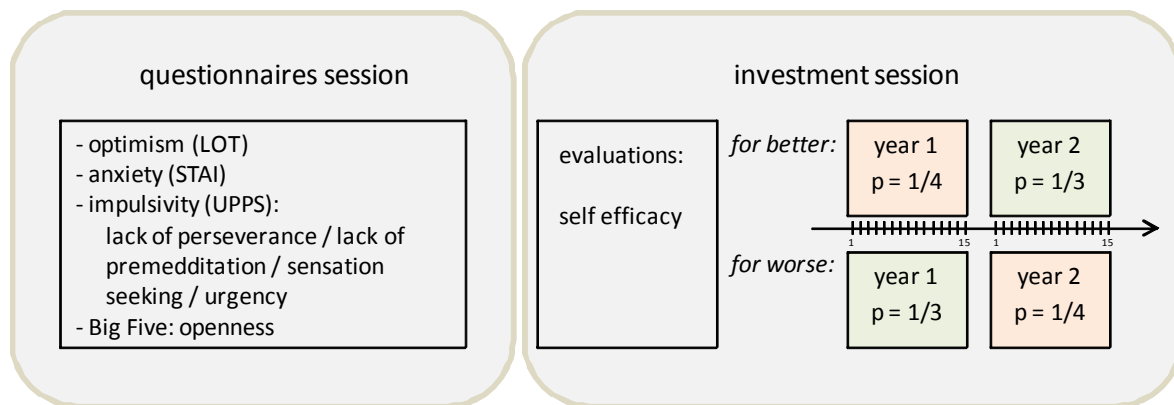 questionnaires session
- optimism (LOT)
- anxiety (STAI)
- impulsivity (UPPS):
lack of perseverance / lack of
premedditation / sensation
seeking / urgency
- Big Five: openness
investment session
evaluations:
self efficacy
for better:
year 1
p = 1/4
year 2
p = 1/3
1 15 1 15
for worse:
year 1
p = 1/3
year 2
p = 1/4